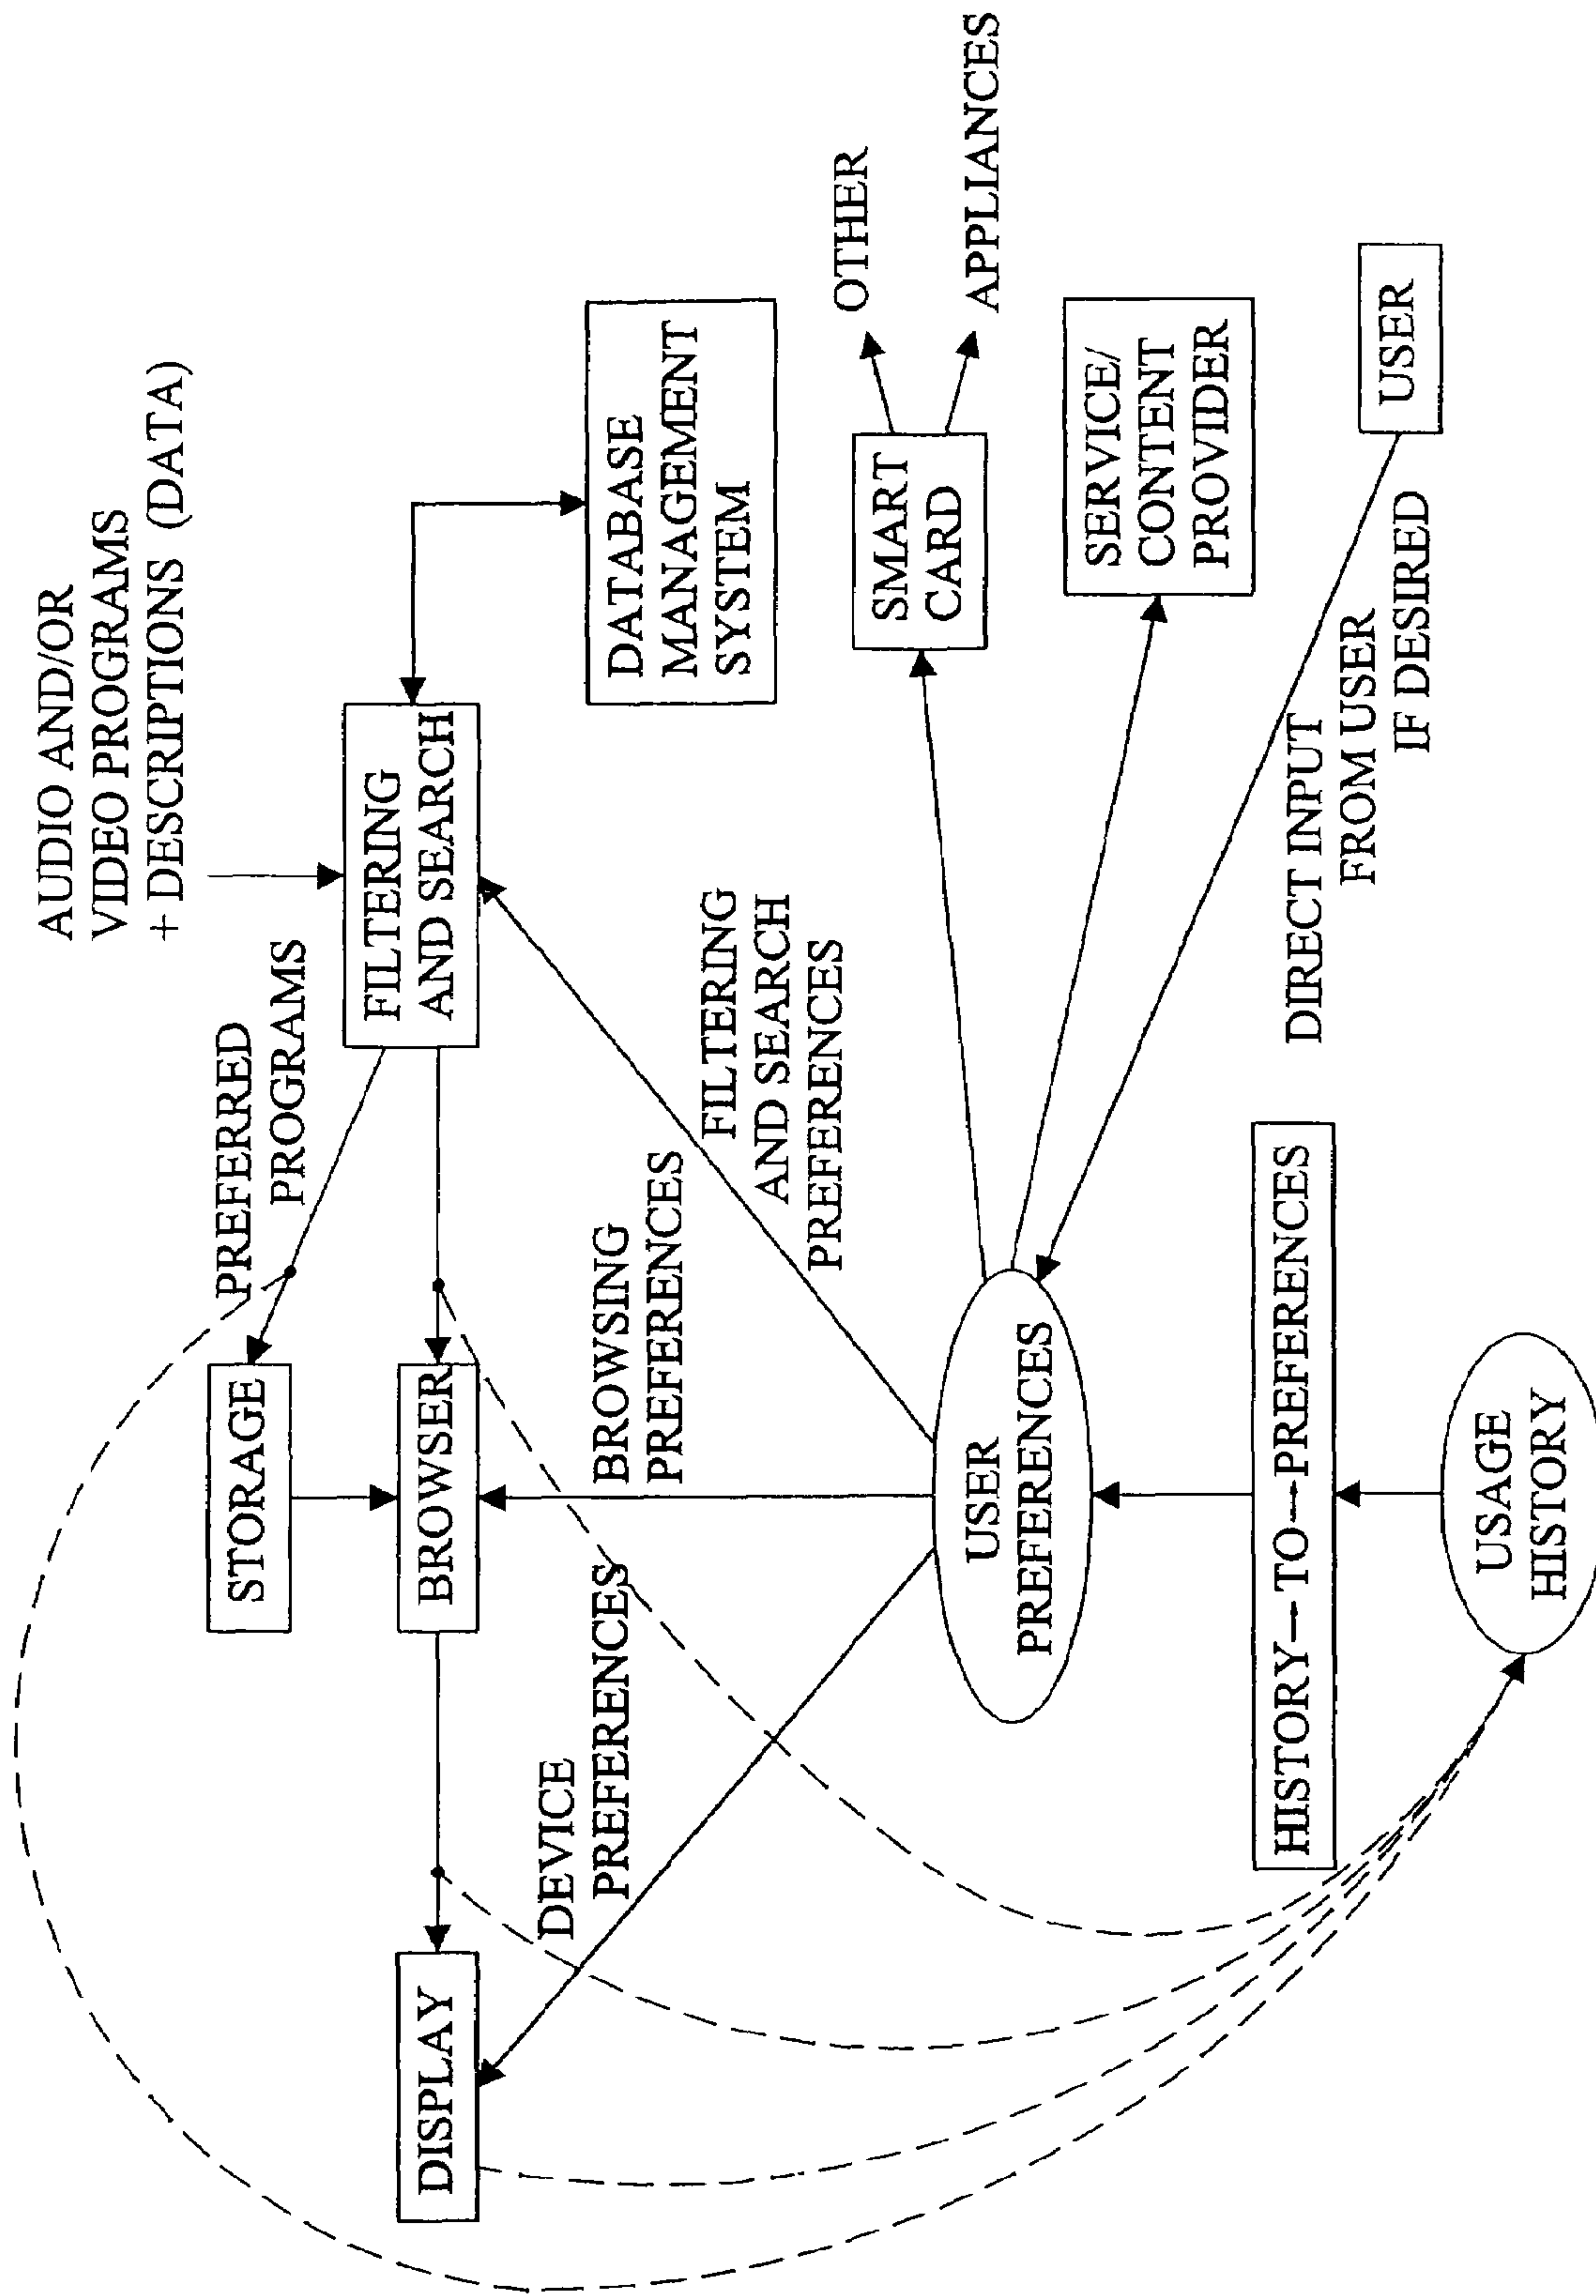 AUDIO AND/OR
VIDEO PROGRAMS
+ DESCRIPTIONS (DATA)
PREFERRED
PROGRAMS
STORAGE
FILTERING
AND SEARCH
DISPLAY
BROWSER
DATABASE
MANAGEMENT
SYSTEM
DEVICE
PREFERENCES
BROWSING
PREFERENCES
FILTERING
AND SEARCH
PREFERENCES
SMART
CARD
OTHER
APPLIANCES
USER
PREFERENCES
SERVICE/
CONTENT
PROVIDER
DIRECT INPUT
FROM USER
IF DESIRED
USER
HISTORY-TO-PREFERENCES
USAGE
HISTORY